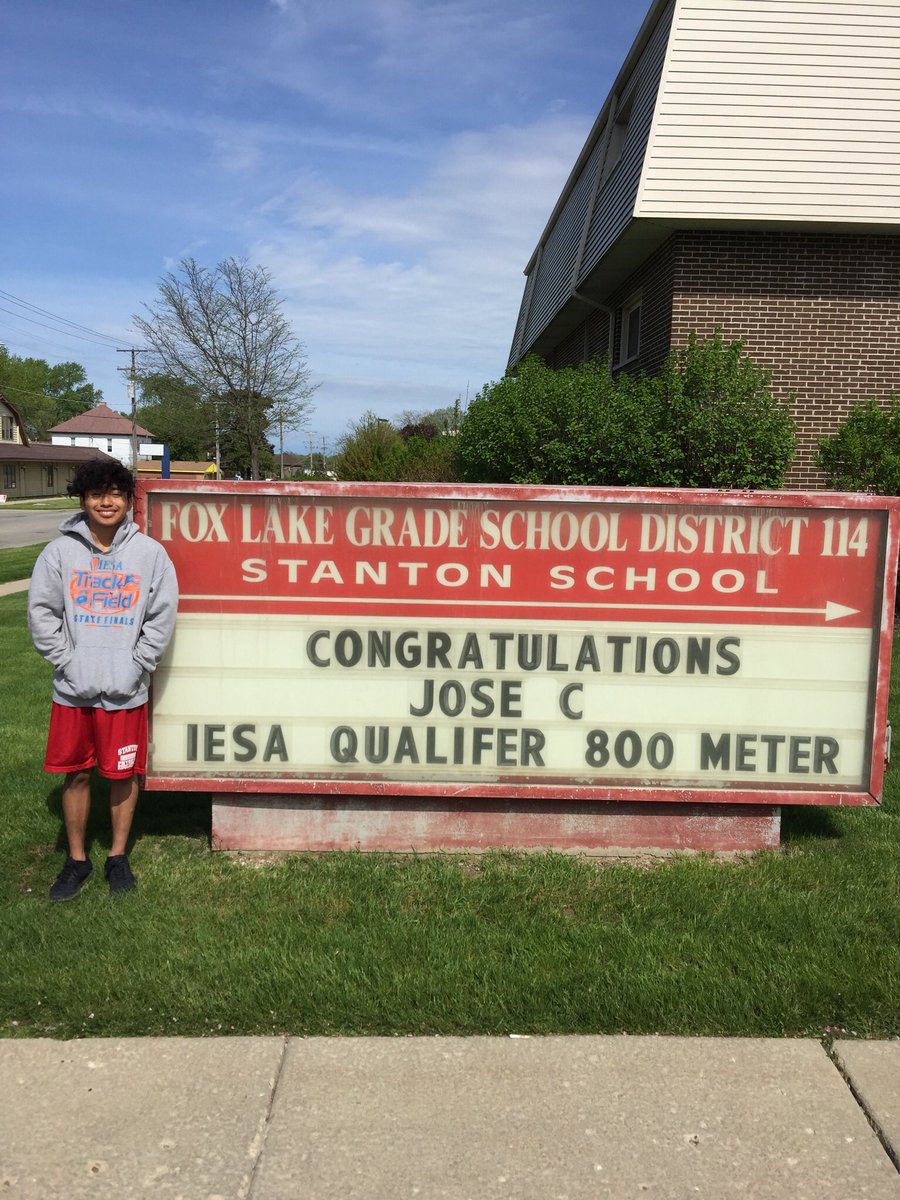 FOX LAKE GRADE SCHOOL DISTRICT 114
STANTON SCHOOL
CONGRATULATIONS
JOSE C
IESA QUALIFER 800 METER
IESA
Track &
Field
STATE FINALS
STANTON